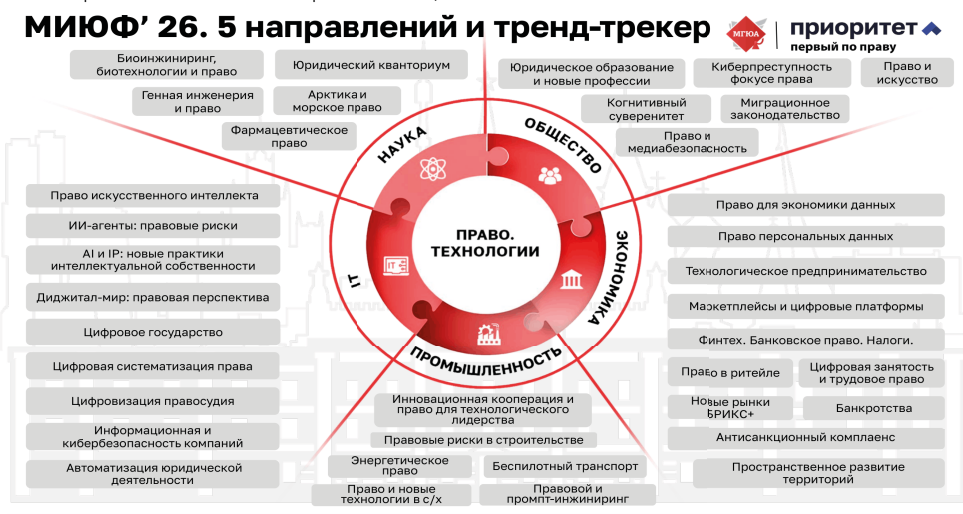 МИЮФ’ 26. 5 направлений и тренд-трекер
МГЮА
приоритет
первый по праву
Биоинжиниринг,
биотехнологии и право
Юридический кванториум
Генная инженерия
и право
Арктика и
морское право
Фармацевтическое
право
Юридическое образование
и новые профессии
Киберпреступность
фокусе права
Право и
искусство
Когнитивный
суверенитет
Миграционное
законодательство
Право и
медиабезопасность
НАУКА
ОБЩЕСТВО
ЭКОНОМИКА
ПРОМЫШЛЕННОСТЬ
IT
IT
ПРАВО.
ТЕХНОЛОГИИ
Право искусственного интеллекта
ИИ-агенты: правовые риски
AI и IP: новые практики
интеллектуальной собственности
Диджитал-мир: правовая перспектива
Цифровое государство
Цифровая систематизация права
Цифровизация правосудия
Информационная и
кибербезопасность компаний
Автоматизация юридической
деятельности
Инновационная кооперация и
право для технологического
лидерства
Правовые риски в строительстве
Энергетическое
право
Беспилотный транспорт
Право и новые
технологии в с/х
Правовой и
промпт-инжиниринг
Право для экономики данных
Право персональных данных
Технологическое предпринимательство
Маркетплейсы и цифровые платформы
Финтех. Банковское право. Налоги.
Право в ритейле
Цифровая занятость
и трудовое право
Новые рынки
БРИКС+
Банкротства
Антисанкционный комплаенс
Пространственное развитие
территорий